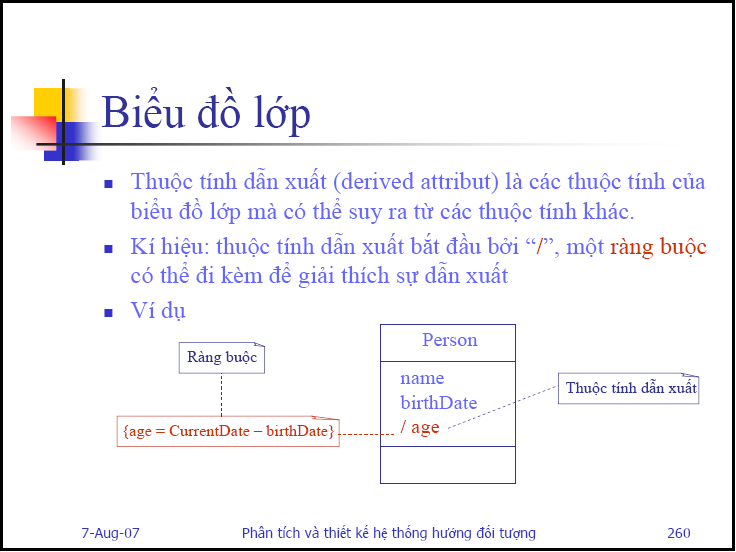 Biểu đồ lớp
Thuộc tính dẫn xuất (derived attribut) là các thuộc tính của
biểu đồ lớp mà có thể suy ra từ các thuộc tính khác.
Kí hiệu: thuộc tính dẫn xuất bắt đầu bởi “/”, một ràng buộc
có thể đi kèm để giải thích sự dẫn xuất
Ví dụ
Person
Ràng buộc
name
Thuộc tính dẫn xuất
birthDate
/ age
{age = CurrentDate – birthDate}
7-Aug-07
Phân tích và thiết kế hệ thống hướng đối tượng
260